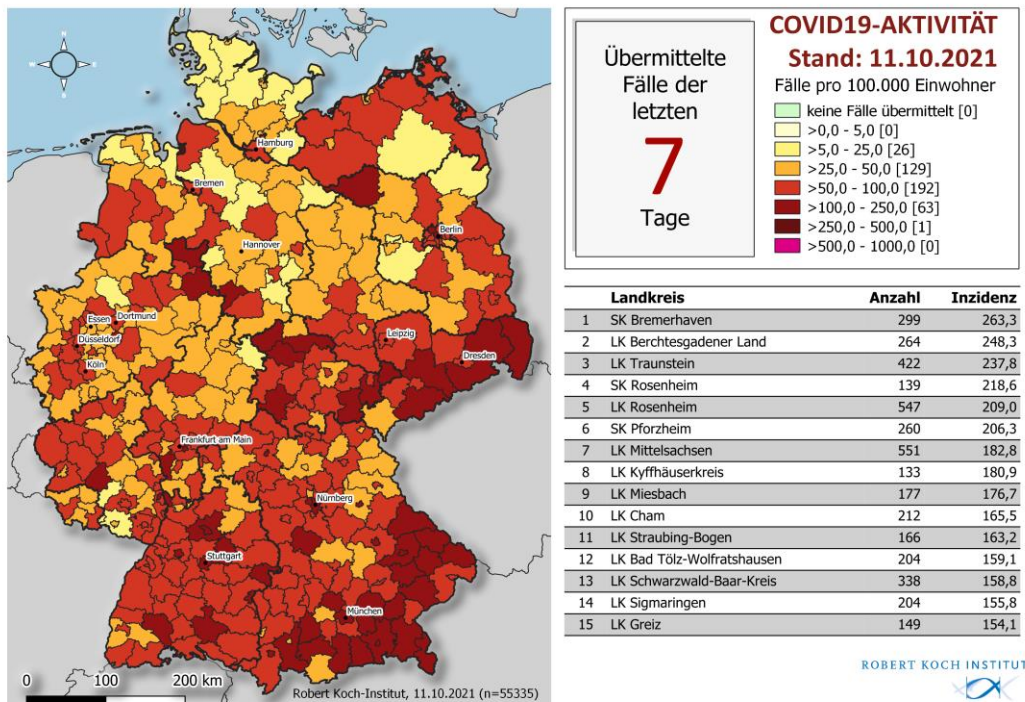 COVID19-AKTIVITÄT
Stand: 11.10.2021
Übermittelte
Fälle der
letzten
7
Tage
Fälle pro 100.000 Einwohner
keine Fälle übermittelt [0]
>0,0 - 5,0 [0]
>5,0 - 25,0 [26]
>25,0 - 50,0 [129]
>50,0 - 100,0 [192]
>100,0 - 250,0 [63]
>250,0 - 500,0 [1]
>500,0 - 1000,0 [0]
Hamburg
Bremen
Berlin
Hannover
Essen
Dortmund
Düsseldorf
Köln
Leipzig
Dresden
Frankfurt am Main
Nürnberg
Stuttgart
München
0 100 200 km
Robert Koch-Institut, 11.10.2021 (n=55335)
Landkreis Anzahl Inzidenz
1 SK Bremerhaven 299 263,3
2 LK Berchtesgadener Land 264 248,3
3 LK Traunstein 422 237,8
4 SK Rosenheim 139 218,6
5 LK Rosenheim 547 209,0
6 SK Pforzheim 260 206,3
7 LK Mittelsachsen 551 182,8
8 LK Kyffhäuserkreis 133 180,9
9 LK Miesbach 177 176,7
10 LK Cham 212 165,5
11 LK Straubing-Bogen 166 163,2
12 LK Bad Tölz-Wolfratshausen 204 159,1
13 LK Schwarzwald-Baar-Kreis 338 158,8
14 LK Sigmaringen 204 155,8
15 LK Greiz 149 154,1
ROBERT KOCH INSTITUT